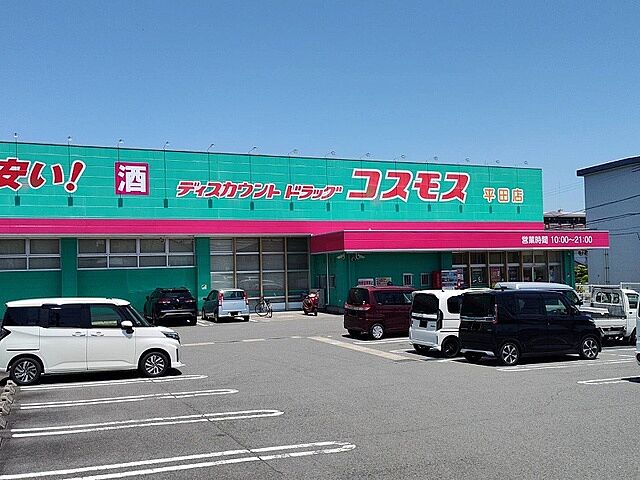 安い!
酒
ディスカウント ドラッグ コスモス 平田店
営業時間 10:00~21:00